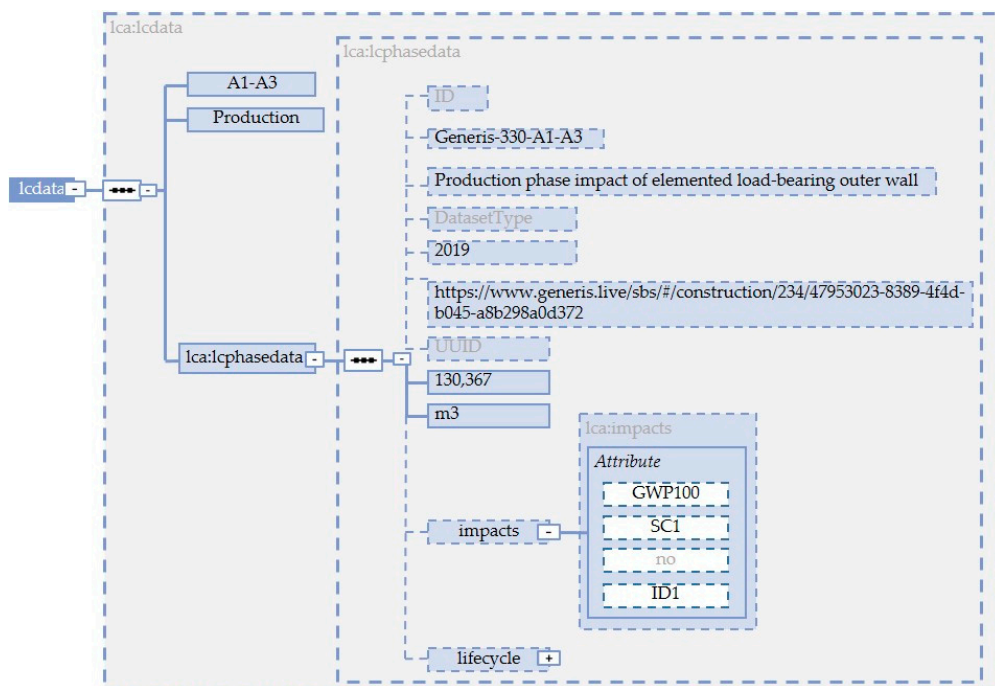 lca:lcdata
lca:lcphasedata
A1-A3
Production
lcdata
lca:lcphasedata
ID
Generis-330-A1-A3
Production phase impact of elemented load-bearing outer wall
DatasetType
2019
https://www.generis.live/sbs/#/construction/234/47953023-8389-4f4d-
b045-a8b298a0d372
UUID
130,367
m3
impacts
lca:impacts
Attribute
GWP100
SC1
no
ID1
lifecycle